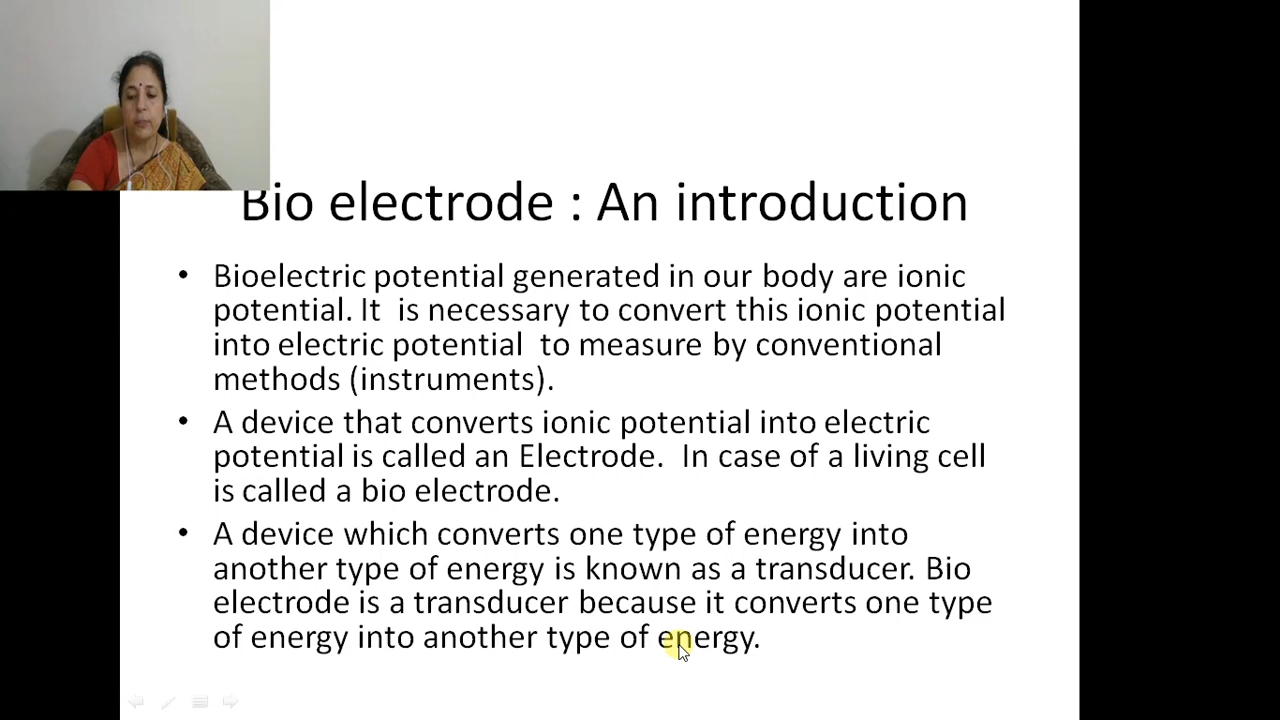 Bio electrode : An introduction
• Bioelectric potential generated in our body are ionic
potential. It is necessary to convert this ionic potential
into electric potential to measure by conventional
methods (instruments).
• A device that converts ionic potential into electric
potential is called an Electrode. In case of a living cell
is called a bio electrode.
• A device which converts one type of energy into
another type of energy is known as a transducer. Bio
electrode is a transducer because it converts one type
of energy into another type of energy.